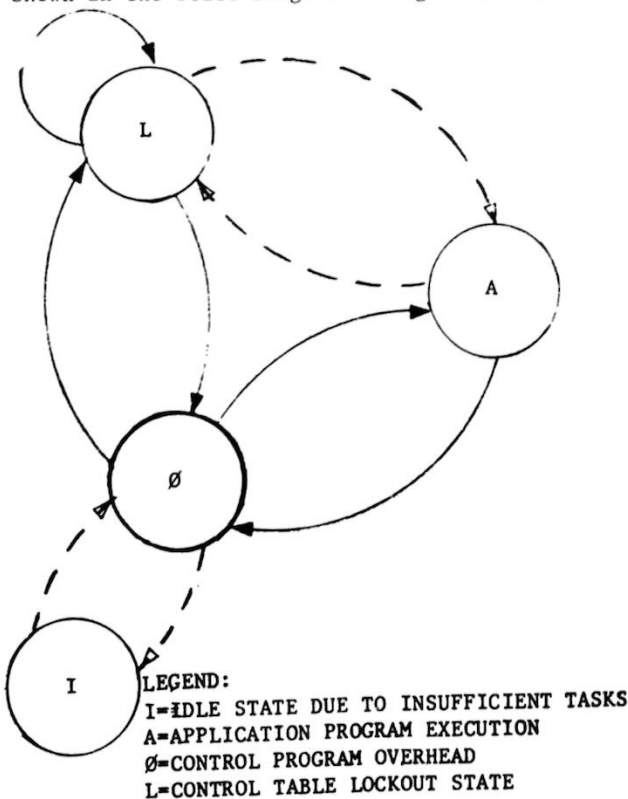 L
A
Ø
I
LEGEND:
I=IDLE STATE DUE TO INSUFFICIENT TASKS
A=APPLICATION PROGRAM EXECUTION
Ø=CONTROL PROGRAM OVERHEAD
L=CONTROL TABLE LOCKOUT STATE